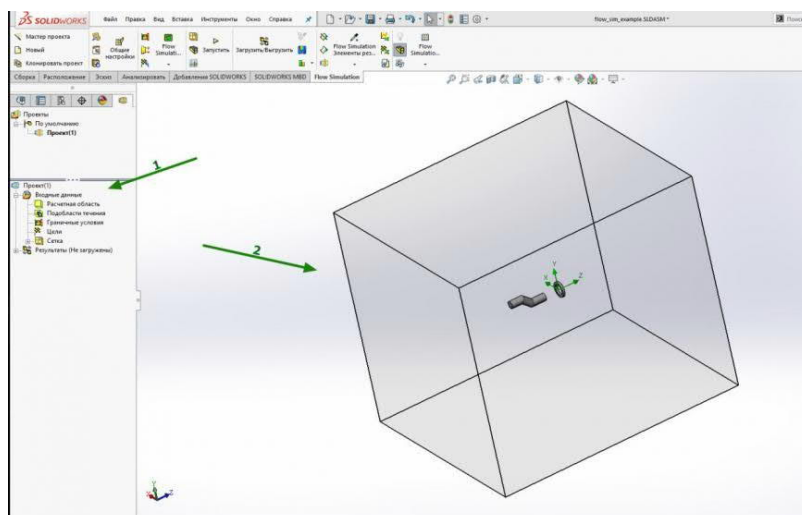 SOLIDWORKS Файл Правка Вид Вставка Инструменты Окно Справка flow_sim_example.SLDASM *
Мастер проекта
Новый
Клонировать проект
Общие настройки
Flow Simulati...
Запустить
Загрузить/Выгрузить
Flow Simulation Элементы рез...
Flow Simulatio...
Сборка Расположение Эскиз Анализировать Добавления SOLIDWORKS SOLIDWORKS MBD Flow Simulation
Проекты
По умолчанию
Проект(1)
1
Проект(1)
Входные данные
Расчетная область
Подобласти течения
Граничные условия
Цели
Сетка
Результаты (Не загружены)
2
Y
X
Z
Y
Z